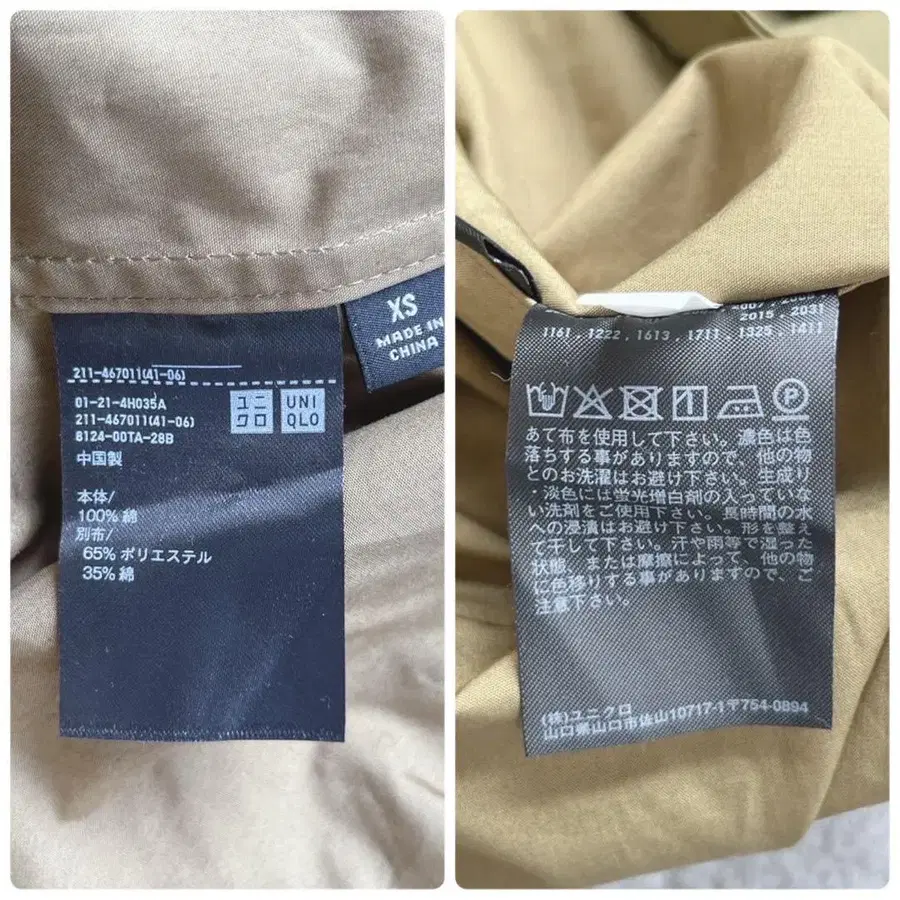 211-467011(41-06)
01-21-4H035A
211-467011(41-06)
8124-00TA-28B
中国製
ユニ
クロ
UNI
QLO
本体/
100% 綿
別布/
65% ポリエステル
35% 綿
XS
MADE IN
CHINA
2015 , 2031
1161 , 1222 , 1613 , 1711 , 1325 , 1411
あて布を使用して下さい。濃色は色
落ちする事がありますので、他の物
とのお洗濯はお避け下さい。生成り
・淡色には蛍光増白剤の入っていな
い洗剤をご使用下さい。長時間の水
への浸漬はお避け下さい。形を整え
て干して下さい。汗や雨等で湿った
状態、または摩擦によって、他の物
に色移りする事がありますので、ご
注意下さい。
(株)ユニクロ
山口県山口市佐山10717-1〒754-0894